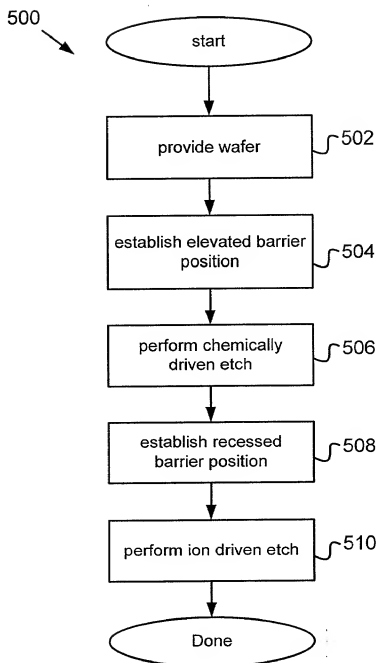 500
start
provide wafer
502
establish elevated barrier
position
504
perform chemically
driven etch
506
establish recessed
barrier position
508
perform ion driven etch
510
Done